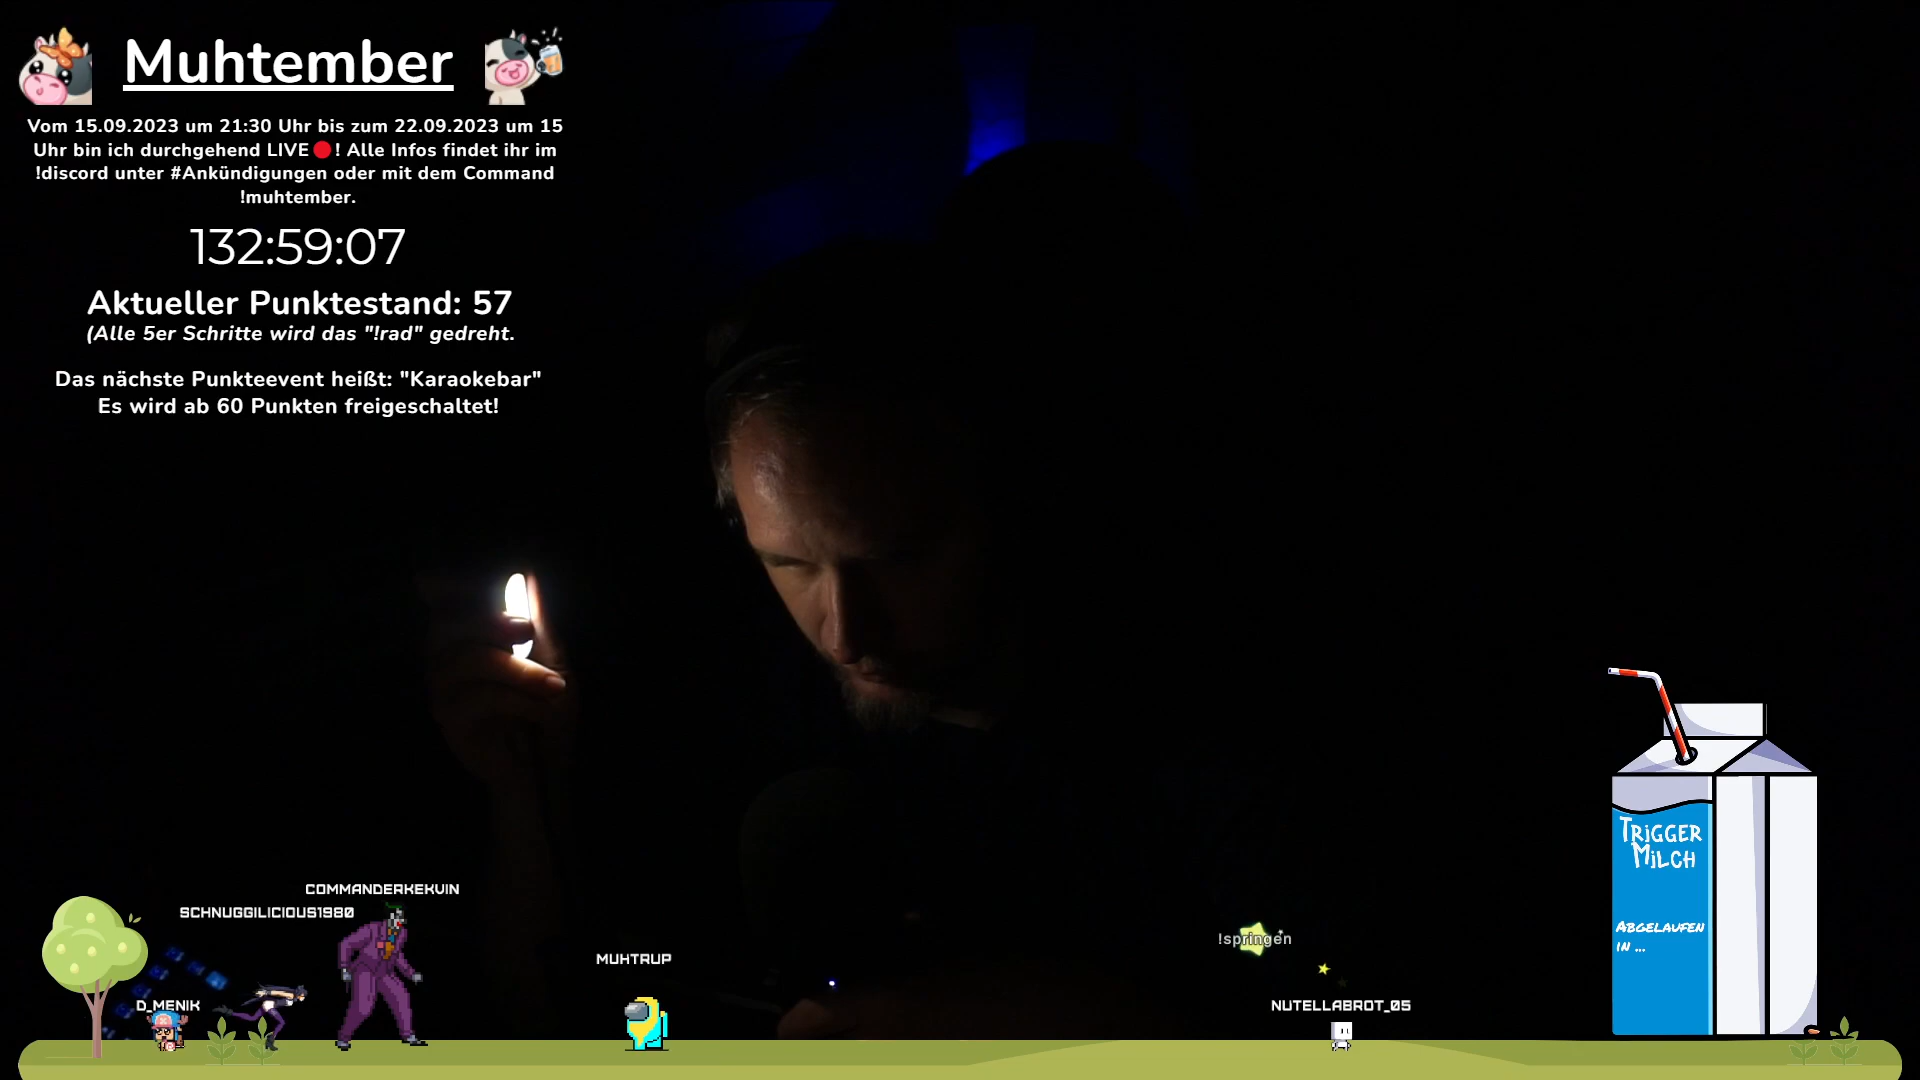 Muhtember
Vom 15.09.2023 um 21:30 Uhr bis zum 22.09.2023 um 15
Uhr bin ich durchgehend LIVE🔴! Alle Infos findet ihr im
!discord unter #Ankündigungen oder mit dem Command
!muhtember.
132:59:07
Aktueller Punktestand: 57
(Alle 5er Schritte wird das "!rad" gedreht.
Das nächste Punkteevent heißt: "Karaokebar"
Es wird ab 60 Punkten freigeschaltet!
TRIGGER
MILCH
ABGELAUFEN
IN ...
COMMANDERKEKVIN
SCHNUGGILICIOUS1980
!springen
MUHTRUP
D_MENIK
NUTELLABROT_05